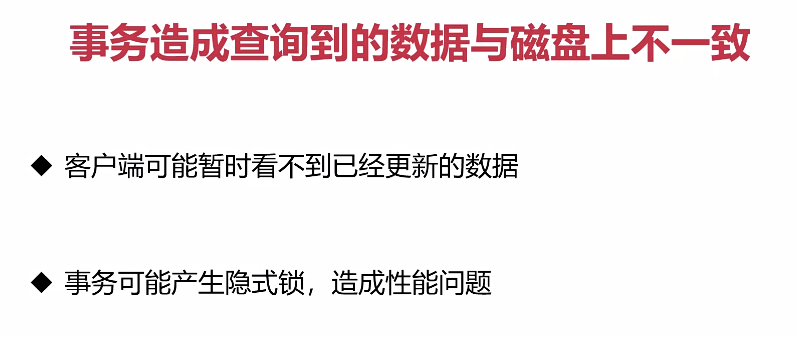 事务造成查询到的数据与磁盘上不一致
◆ 客户端可能暂时看不到已经更新的数据
◆ 事务可能产生隐式锁，造成性能问题